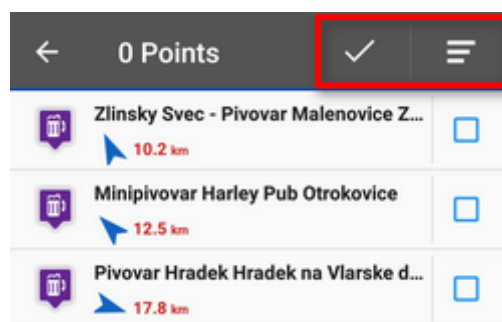 0 Points
Zlinsky Svec - Pivovar Malenovice Z...
10.2 km
Minipivovar Harley Pub Otrokovice
12.5 km
Pivovar Hradek Hradek na Vlarske d...
17.8 km